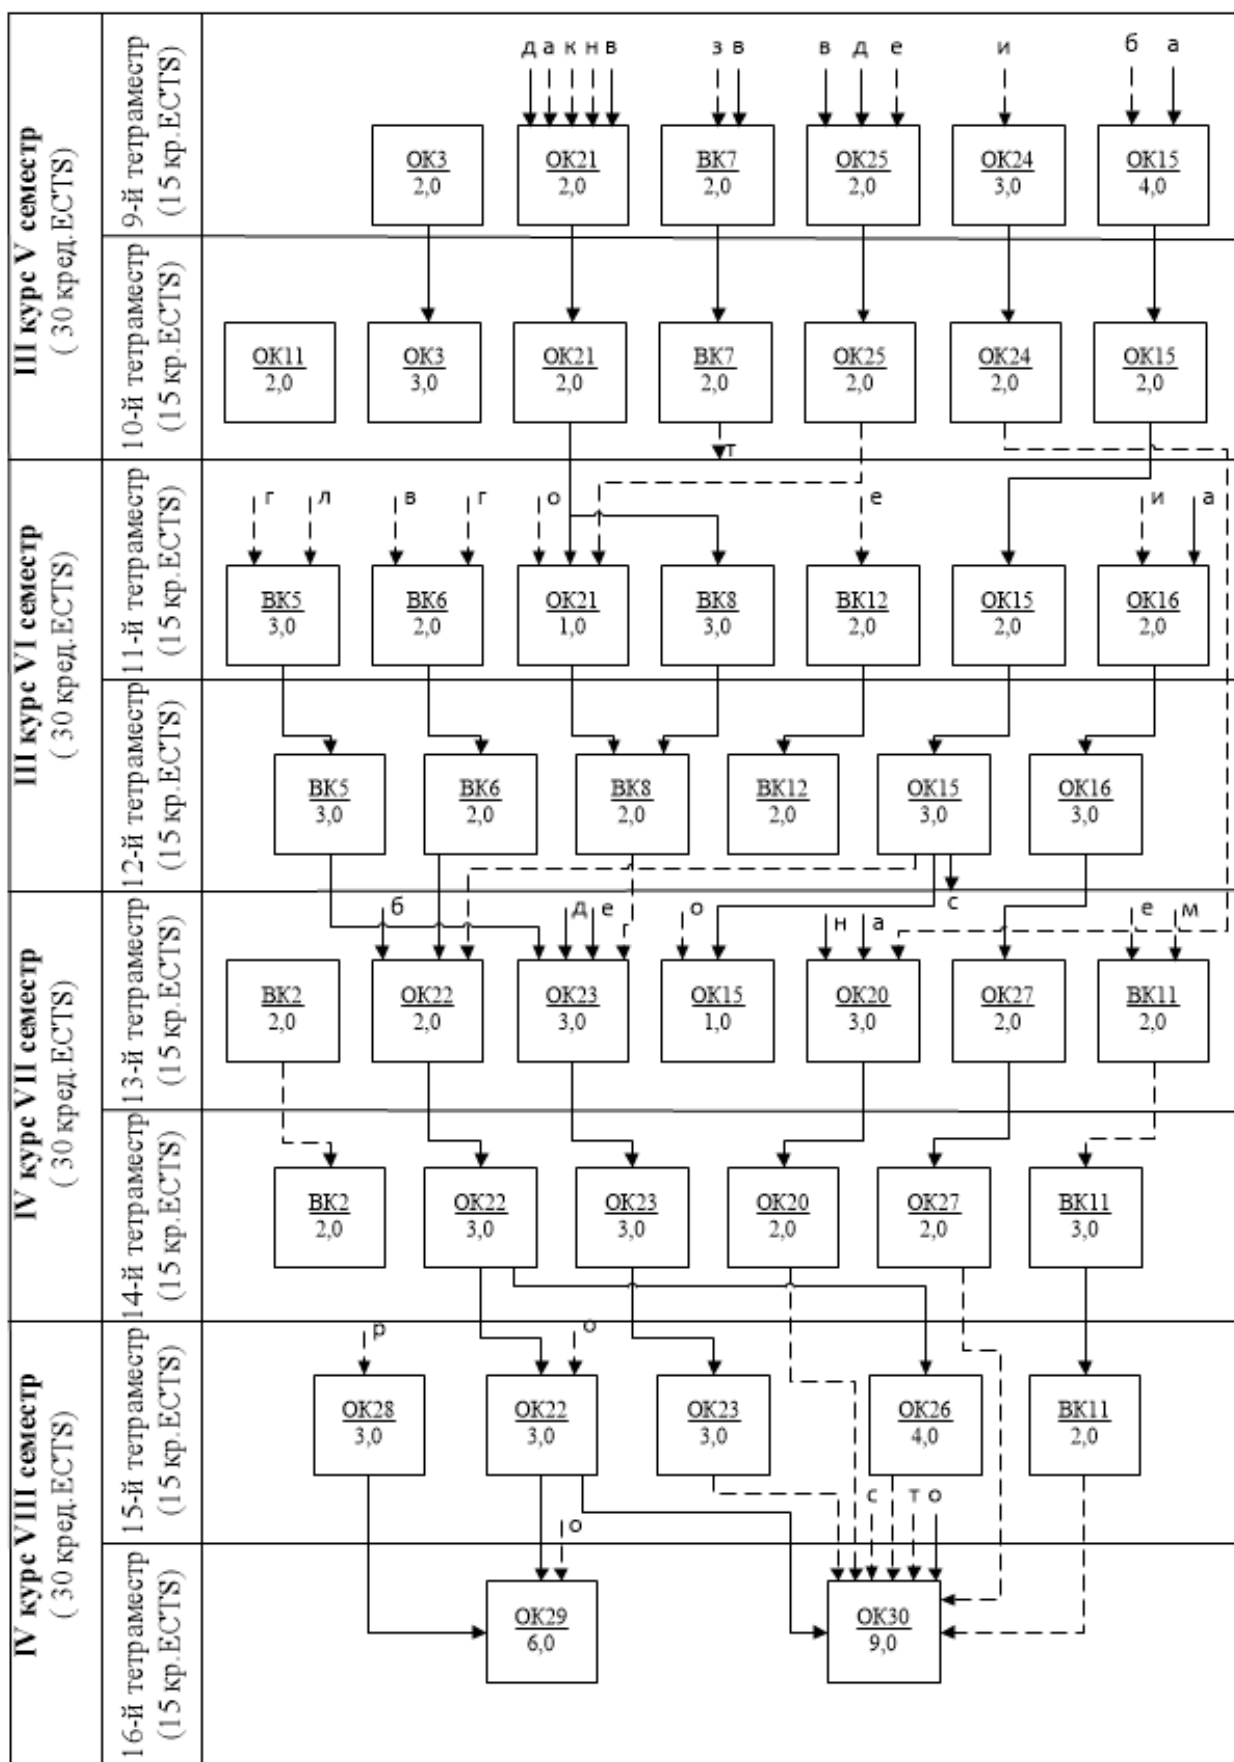 III курс V семестр
( 30 кред.ECTS)
9-й тетраместр
(15 кр.ECTS)
д а к н в
з в
в д е
и
б а
ОК3
2,0
ОК21
2,0
ВК7
2,0
ОК25
2,0
ОК24
3,0
ОК15
4,0
10-й тетраместр
(15 кр.ECTS)
ОК11
2,0
ОК3
3,0
ОК21
2,0
ВК7
2,0
ОК25
2,0
ОК24
2,0
ОК15
2,0
т
III курс VI семестр
( 30 кред.ECTS)
11-й тетраместр
(15 кр.ECTS)
г л
в г
о
е
и а
ВК5
3,0
ВК6
2,0
ОК21
1,0
ВК8
3,0
ВК12
2,0
ОК15
2,0
ОК16
2,0
12-й тетраместр
(15 кр.ECTS)
ВК5
3,0
ВК6
2,0
ВК8
2,0
ВК12
2,0
ОК15
3,0
ОК16
3,0
с
IV курс VII семестр
( 30 кред.ECTS)
13-й тетраместр
(15 кр.ECTS)
б
д е
о
н а
е м
ВК2
2,0
ОК22
2,0
ОК23
3,0
ОК15
1,0
ОК20
3,0
ОК27
2,0
ВК11
2,0
14-й тетраместр
(15 кр.ECTS)
ВК2
2,0
ОК22
3,0
ОК23
3,0
ОК20
2,0
ОК27
2,0
ВК11
3,0
IV курс VIII семестр
( 30 кред.ECTS)
15-й тетраместр
(15 кр.ECTS)
р
о
ОК28
3,0
ОК22
3,0
ОК23
3,0
ОК26
4,0
ВК11
2,0
с т о
о
16-й тетраместр
(15 кр.ECTS)
ОК29
6,0
ОК30
9,0